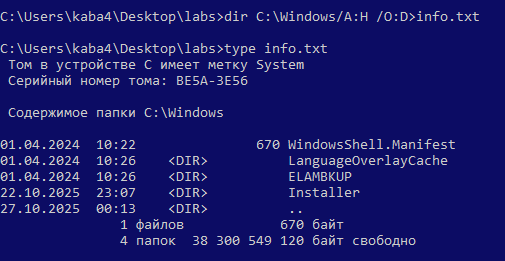 C:\Users\kaba4\Desktop\labs>dir C:\Windows/A:H /O:D>info.txt
C:\Users\kaba4\Desktop\labs>type info.txt
Том в устройстве C имеет метку System
Серийный номер тома: BE5A-3E56
Содержимое папки C:\Windows
01.04.2024  10:22               670 WindowsShell.Manifest
01.04.2024  10:26    <DIR>          LanguageOverlayCache
01.04.2024  10:26    <DIR>          ELAMBKUP
22.10.2025  23:07    <DIR>          Installer
27.10.2025  00:13    <DIR>          ..
1 файлов            670 байт
4 папок  38 300 549 120 байт свободно